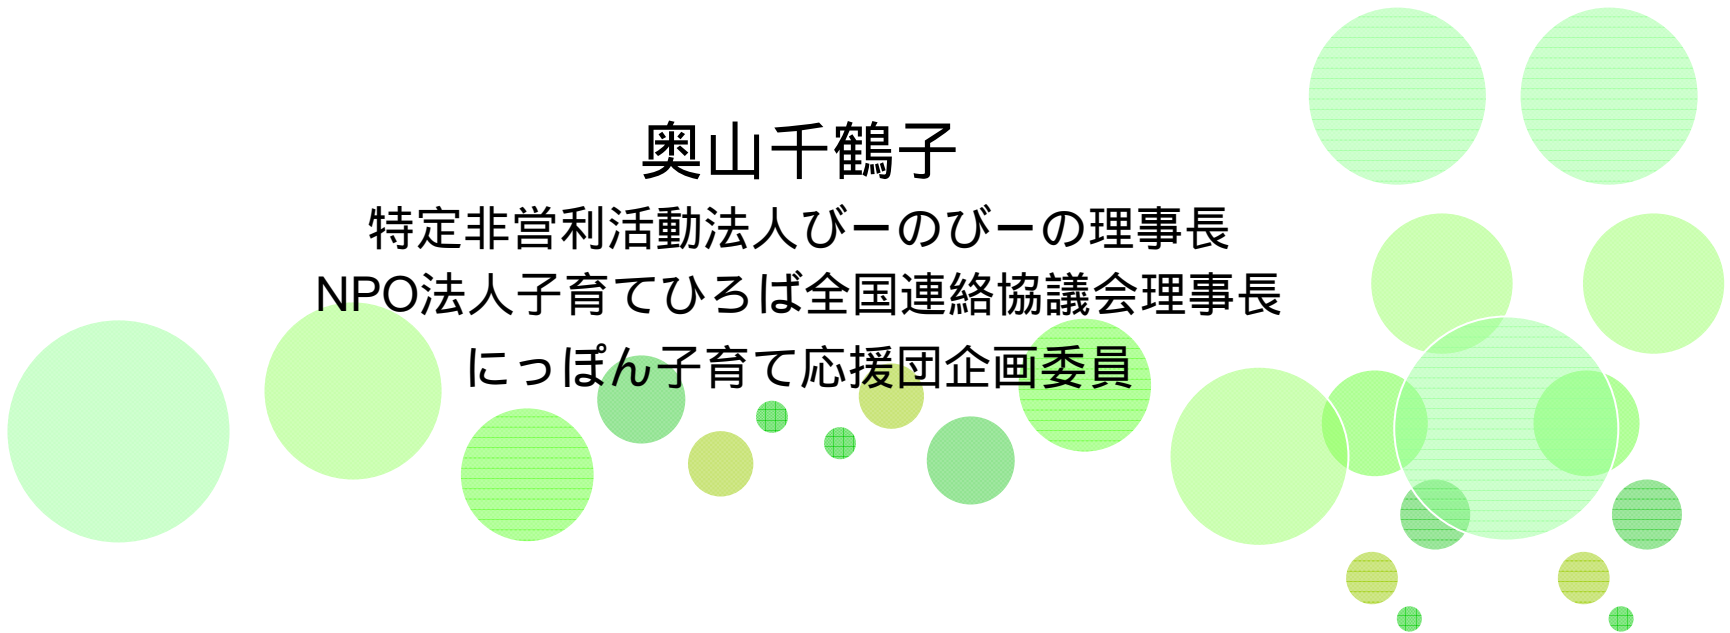 奥山千鶴子
特定非営利活動法人びーのびーの理事長
NPO法人子育てひろば全国連絡協議会理事長
にっぽん子育て応援団企画委員